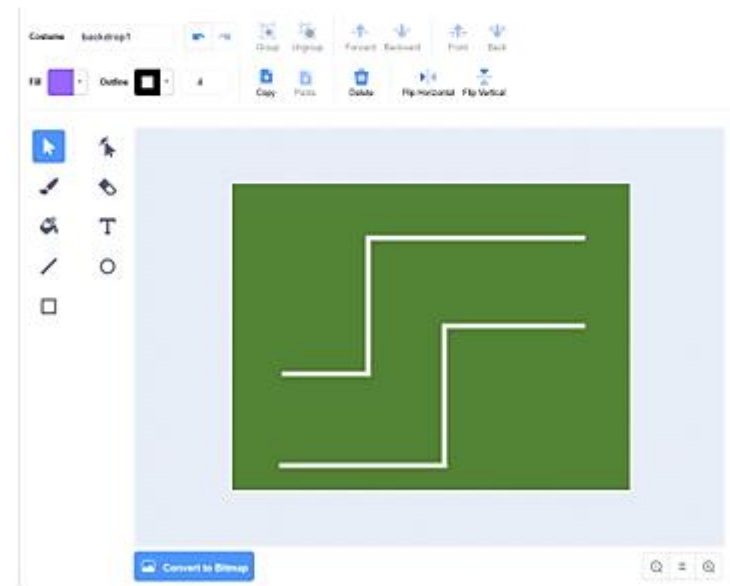 Costume backdrop1 Group Ungroup Forward Backward Front Back
Fill Outline 4 Copy Paste Delete Flip Horizontal Flip Vertical
T
Convert to Bitmap